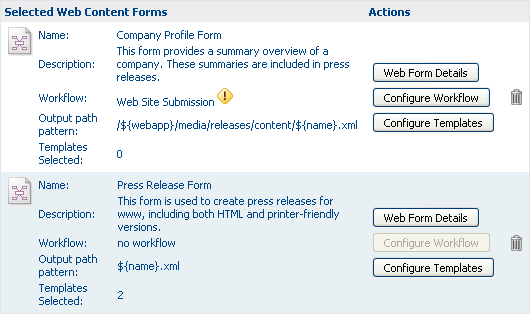 Selected Web Content Forms Actions
Name: Company Profile Form
Description: This form provides a summary overview of a
company. These summaries are included in press
releases.
Web Form Details
Workflow: Web Site Submission
Configure Workflow
Output path
pattern: /${webapp}/media/releases/content/${name}.xml
Configure Templates
Templates
Selected: 0
Name: Press Release Form
Description: This form is used to create press releases for
www, including both HTML and printer-friendly
versions.
Web Form Details
Workflow: no workflow
Configure Workflow
Output path
pattern: ${name}.xml
Configure Templates
Templates
Selected: 2